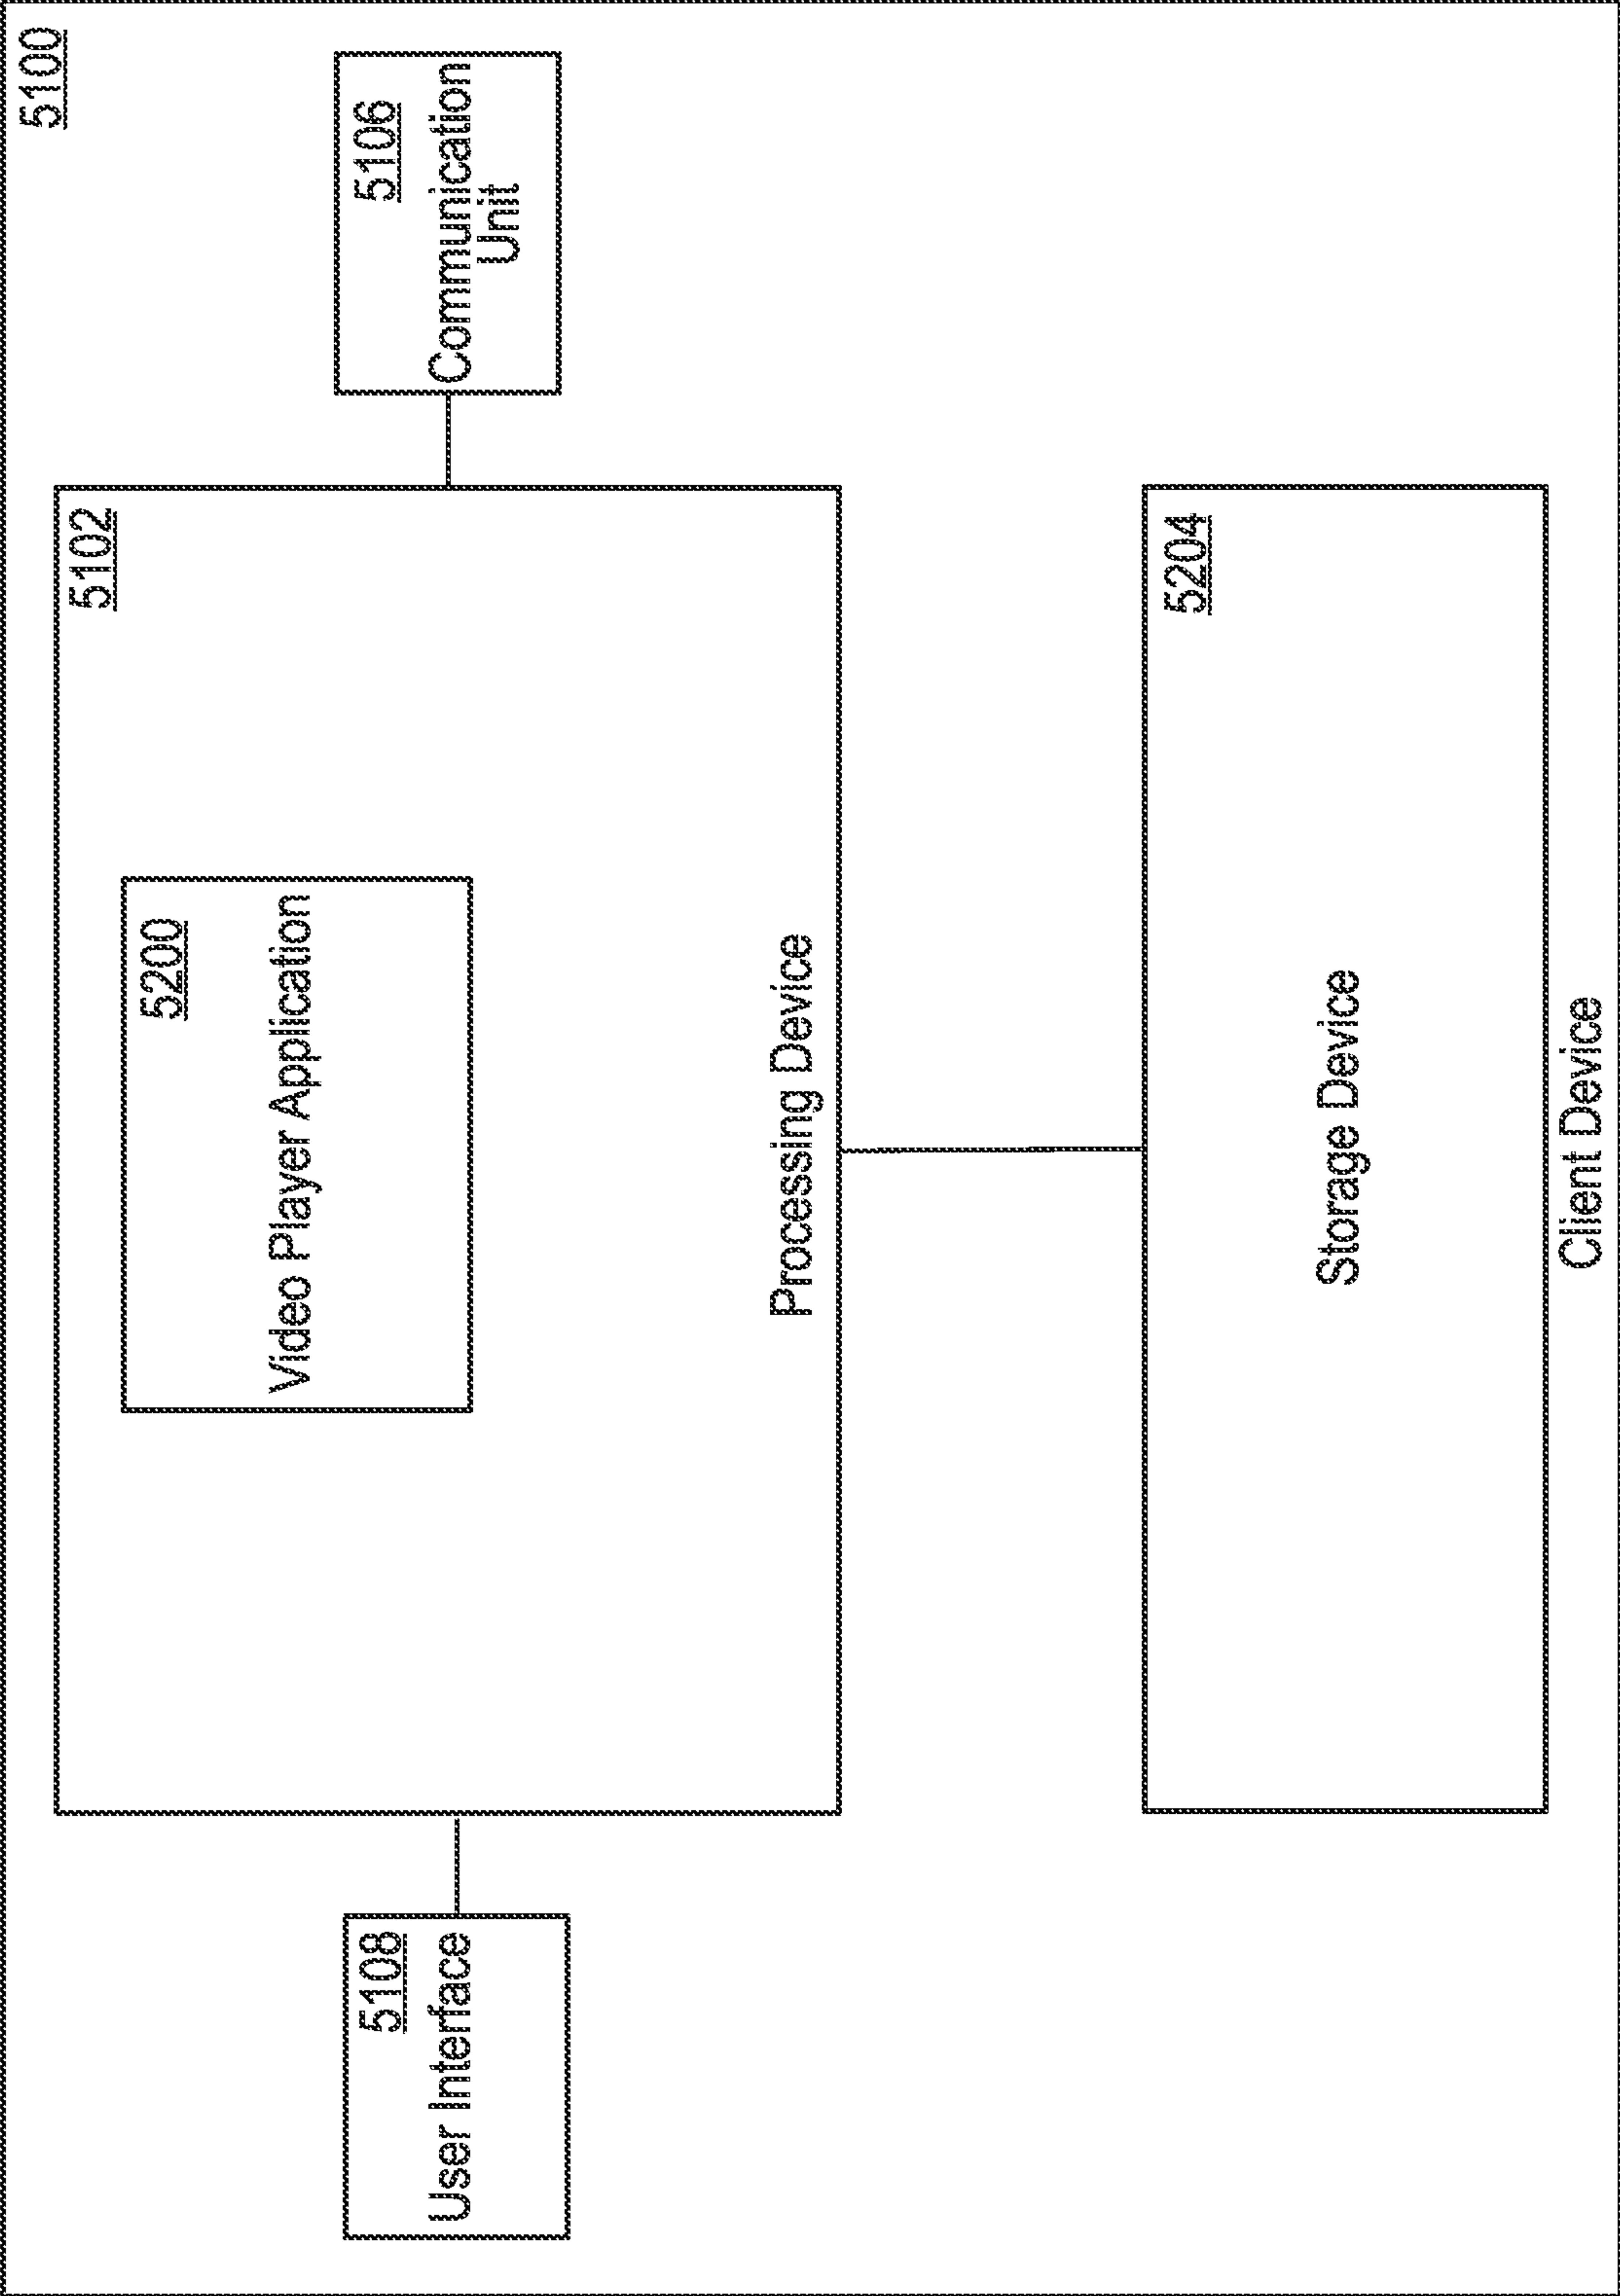 5100
5108
User Interface
5102
5200
Video Player Application
Processing Device
5106
Communication
Unit
5204
Storage Device
Client Device